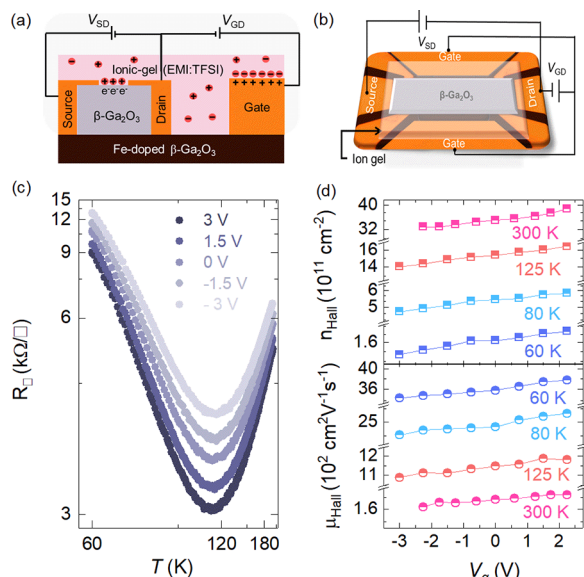 (a)
V_SD
V_GD
Ionic-gel (EMI:TFSI)
+ + + +
e⁻e⁻e⁻e⁻
Source
β-Ga₂O₃
Drain
+ + + + + +
Gate
Fe-doped β-Ga₂O₃
(b)
V_SD
Gate
V_GD
Source
β-Ga₂O₃
Drain
Gate
Ion gel
(c)
15
12
9
6
3
R□ (kΩ/□)
3 V
1.5 V
0 V
-1.5 V
- 3 V
60
120
180
T (K)
(d)
40
36
32
300 K
16
14
125 K
6
5
80 K
1.6
60 K
n_Hall (10¹¹ cm⁻²)
38
36
60 K
25
80 K
12
11
125 K
1.6
300 K
μ_Hall (10² cm²V⁻¹s⁻¹)
-3 -2 -1 0 1 2
V_g (V)